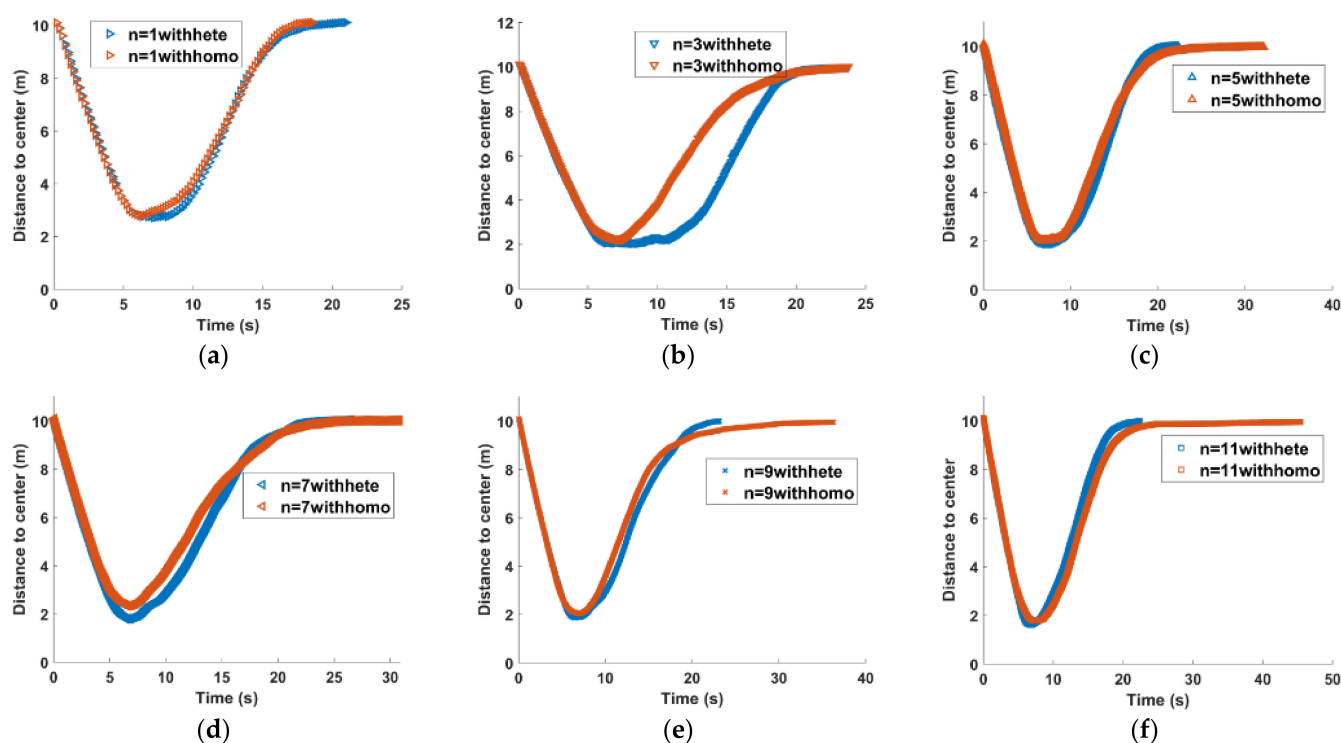 10
8
6
4
2
0
Distance to center (m)
n=1withhete
n=1withhomo
0 5 10 15 20 25
Time (s)
(a)
12
10
8
6
4
2
0
Distance to center (m)
n=3withhete
n=3withhomo
0 5 10 15 20 25
Time (s)
(b)
10
8
6
4
2
0
Distance to center (m)
n=5withhete
n=5withhomo
0 10 20 30 40
Time (s)
(c)
10
8
6
4
2
0
Distance to center (m)
n=7withhete
n=7withhomo
0 5 10 15 20 25 30
Time (s)
(d)
10
8
6
4
2
0
Distance to center (m)
n=9withhete
n=9withhomo
0 10 20 30 40
Time (s)
(e)
10
8
6
4
2
0
Distance to center
n=11withhete
n=11withhomo
0 10 20 30 40 50
Time (s)
(f)